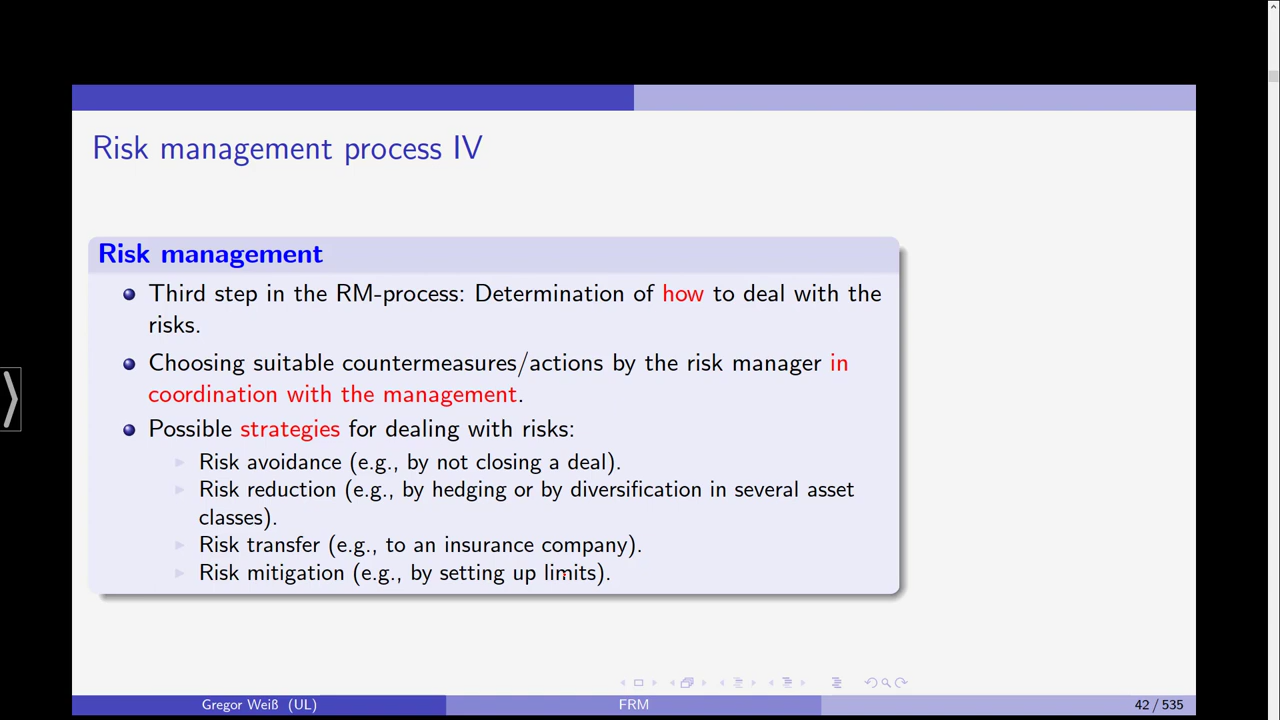 Risk management process IV
Risk management
Third step in the RM-process: Determination of how to deal with the
risks.
Choosing suitable countermeasures/actions by the risk manager in
coordination with the management.
Possible strategies for dealing with risks:
Risk avoidance (e.g., by not closing a deal).
Risk reduction (e.g., by hedging or by diversification in several asset
classes).
Risk transfer (e.g., to an insurance company).
Risk mitigation (e.g., by setting up limits).
Gregor Weiß (UL)
FRM
42 / 535